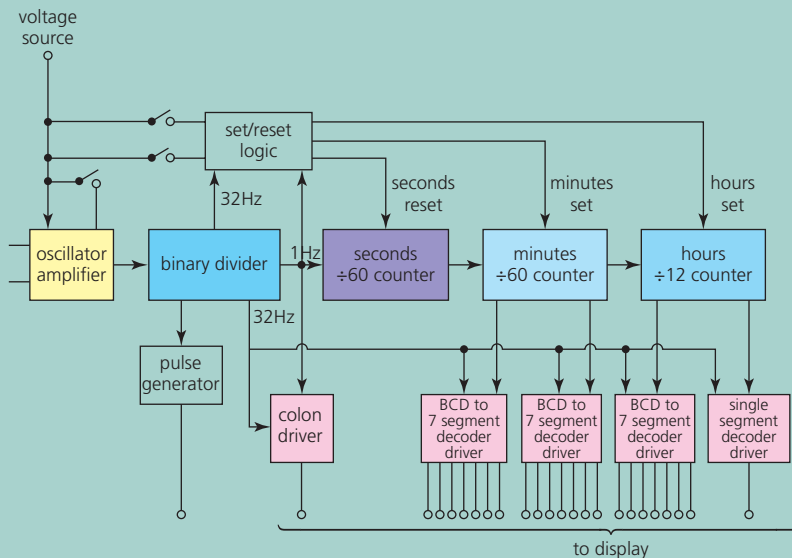 voltage
source
set/reset
logic
seconds
reset
minutes
set
hours
set
32Hz
oscillator
amplifier
binary divider
1Hz
seconds
÷60 counter
minutes
÷60 counter
hours
÷12 counter
32Hz
pulse
generator
colon
driver
BCD to
7 segment
decoder
driver
BCD to
7 segment
decoder
driver
BCD to
7 segment
decoder
driver
single
segment
decoder
driver
to display